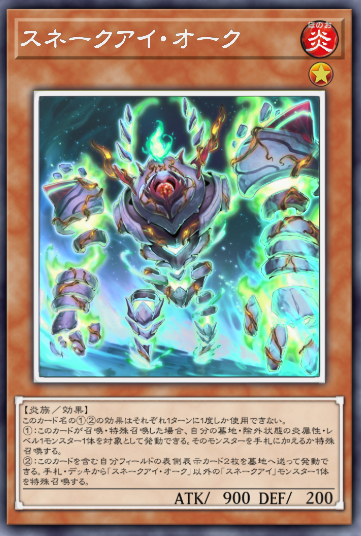 スネークアイ・オーク
炎
【炎族／効果】
このカード名の①②の効果はそれぞれ1ターンに1度しか使用できない。
①：このカードが召喚・特殊召喚した場合、自分の墓地・除外状態の炎属性・レ
ベル1モンスター1体を対象として発動できる。そのモンスターを手札に加えるか特殊
召喚する。
②：このカードを含む自分フィールドの表側表示カード2枚を墓地へ送って発動で
きる。手札・デッキから「スネークアイ・オーク」以外の「スネークアイ」モンスター1体
を特殊召喚する。
ATK/ 900 DEF/ 200